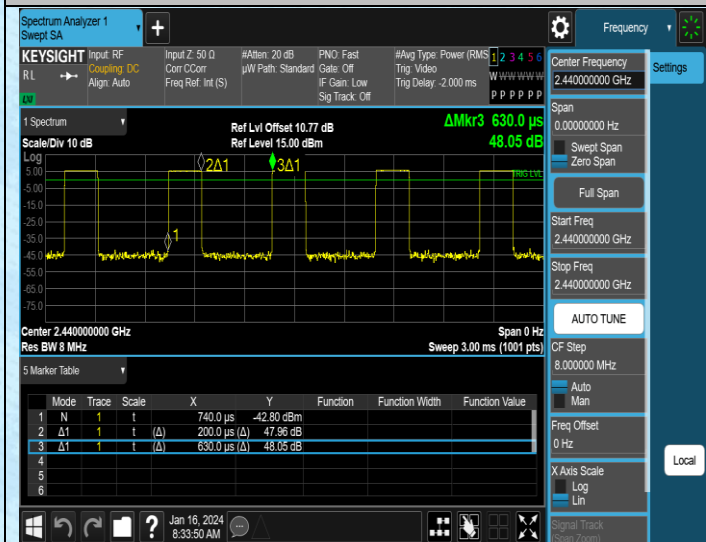 Spectrum Analyzer 1
Swept SA
+
Frequency
KEYSIGHT
RL
LXI
Input: RF
Coupling: DC
Align: Auto
Input Z: 50 Ω
Corr CCorr
Freq Ref: Int (S)
#Atten: 20 dB
µW Path: Standard
PNO: Fast
Gate: Off
IF Gain: Low
Sig Track: Off
#Avg Type: Power (RMS
Trig: Video
Trig Delay: -2.000 ms
1 2 3 4 5 6
W W W W W W
P P P P P P
1 Spectrum
Scale/Div 10 dB
Log
Ref Lvl Offset 10.77 dB
Ref Level 15.00 dBm
ΔMkr3 630.0 µs
48.05 dB
2Δ1
3Δ1
TRIG LVL
1
5.00
-5.00
-15.0
-25.0
-35.0
-45.0
-55.0
-65.0
-75.0
Center 2.440000000 GHz
Res BW 8 MHz
Span 0 Hz
Sweep 3.00 ms (1001 pts)
5 Marker Table
Mode Trace Scale X Y Function Function Width Function Value
1 N 1 t 740.0 µs -42.80 dBm
2 Δ1 1 t (Δ) 200.0 µs (Δ) 47.96 dB
3 Δ1 1 t (Δ) 630.0 µs (Δ) 48.05 dB
4
5
6
?
Jan 16, 2024
8:33:50 AM
Center Frequency
2.440000000 GHz
Span
0.00000000 Hz
Swept Span
Zero Span
Full Span
Start Freq
2.440000000 GHz
Stop Freq
2.440000000 GHz
AUTO TUNE
CF Step
8.000000 MHz
Auto
Man
Freq Offset
0 Hz
X Axis Scale
Log
Lin
Signal Track
(Span Zoom)
Settings
Local